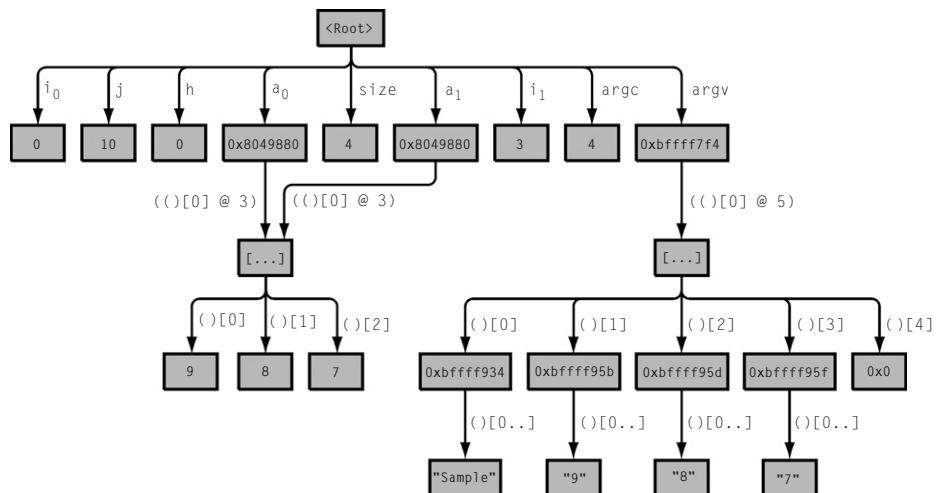 <Root>
i0 j h a0 size a1 i1 argc argv
0 10 0 0x8049880 4 0x8049880 3 4 0xbffff7f4
(()[0] @ 3) (()[0] @ 3) (()[0] @ 5)
[...] [...]
()[0] ()[1] ()[2] ()[0] ()[1] ()[2] ()[3] ()[4]
9 8 7 0xbffff934 0xbffff95b 0xbffff95d 0xbffff95f 0x0
()[0..] ()[0..] ()[0..] ()[0..]
"Sample" "9" "8" "7"